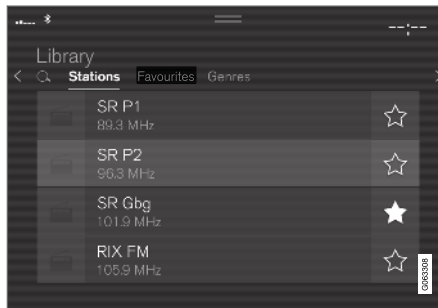 --:--
Library
Stations Favourites Genres
SR P1
89.3 MHz
SR P2
96.3 MHz
SR Gbg
101.9 MHz
RIX FM
105.9 MHz
G063308